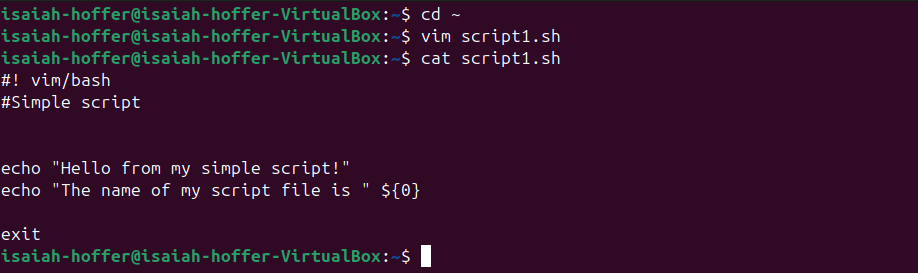 isaiah-hoffer@isaiah-hoffer-VirtualBox:~$ cd ~
isaiah-hoffer@isaiah-hoffer-VirtualBox:~$ vim script1.sh
isaiah-hoffer@isaiah-hoffer-VirtualBox:~$ cat script1.sh
#! vim/bash
#Simple script
echo "Hello from my simple script!"
echo "The name of my script file is " ${0}
exit
isaiah-hoffer@isaiah-hoffer-VirtualBox:~$